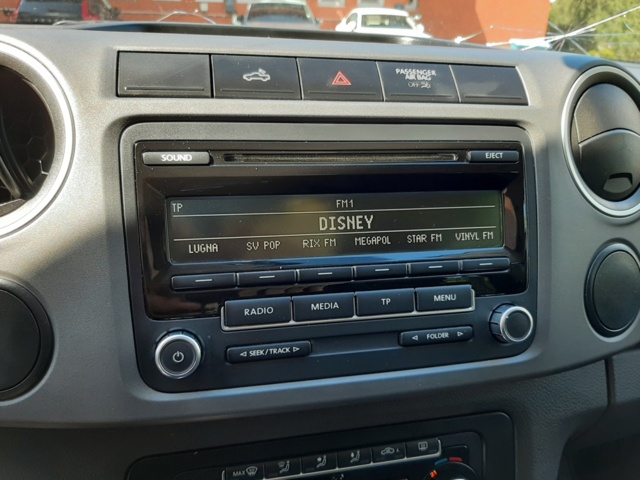 PASSENGER
AIR BAG
OFF
SOUND
EJECT
TP FM1
DISNEY
LUGNA SV POP RIX FM MEGAPOL STAR FM VINYL FM
RADIO MEDIA TP MENU
SEEK/TRACK FOLDER
MAX